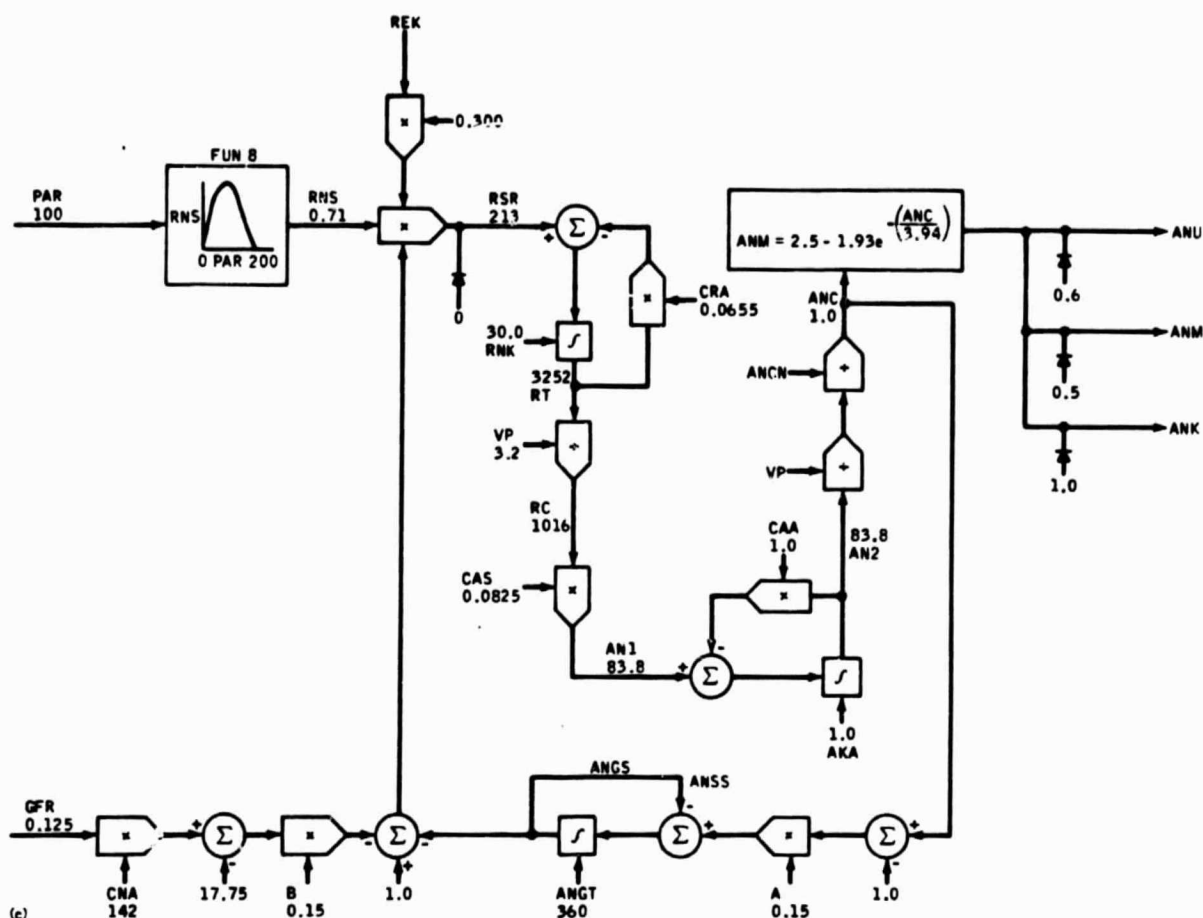 REK
× 0.300
FUN 8
PAR
100
RNS
0 PAR 200
RNS
0.71
×
RSR
213
0
Σ
+
-
×
CRA
0.0655
30.0
RNK
∫
3252
RT
VP
3.2
÷
RC
1016
CAS
0.0825
×
AN1
83.8
ANM = 2.5 - 1.93e -(ANC/3.94)
ANU
0.6
ANM
0.5
ANK
1.0
ANC
1.0
ANCN
÷
VP
÷
83.8
AN2
CAA
1.0
×
-
+
Σ
∫
1.0
AKA
ANGS
ANSS
GFR
0.125
×
+
Σ
-
×
-
Σ
-
+
∫
-
Σ
+
×
Σ
+
-
CNA
142
17.75
B
0.15
1.0
ANGT
360
A
0.15
1.0
(e)